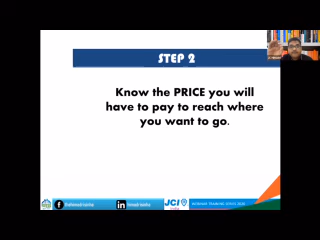 STEP 2
Know the PRICE you will
have to pay to reach where
you want to go.
JCI